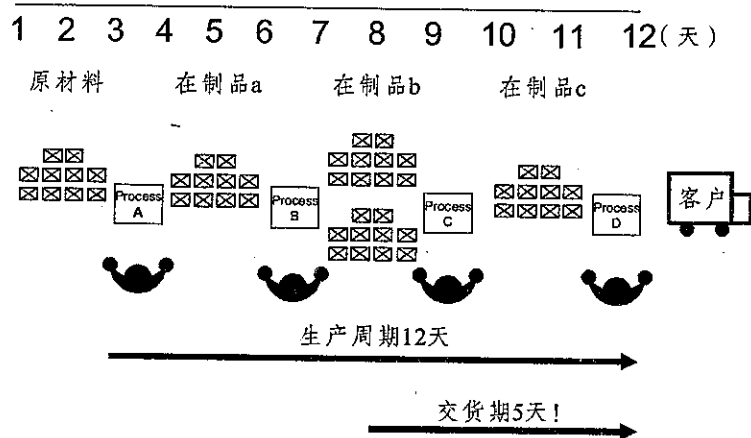 1 2 3 4 5 6 7 8 9 10 11 12(天)
原材料 在制品a 在制品b 在制品c
Process A
Process B
Process C
Process D
客户
生产周期12天
交货期5天!